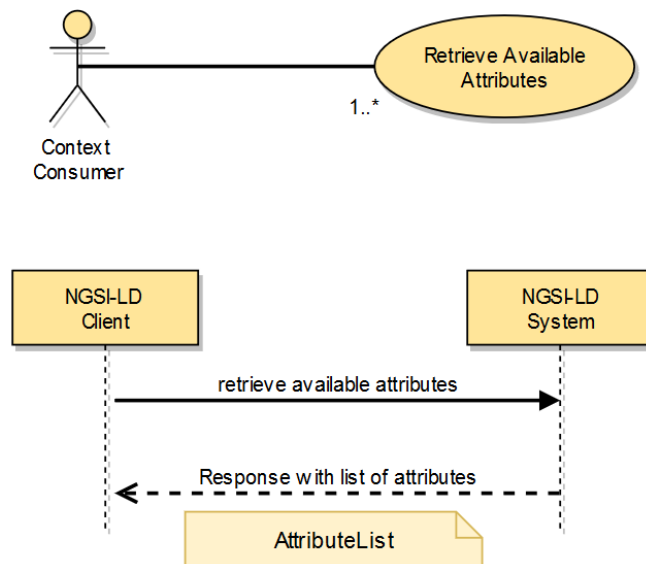 Retrieve Available
Attributes
1..*
Context
Consumer
NGSI-LD
Client
NGSI-LD
System
retrieve available attributes
Response with list of attributes
AttributeList